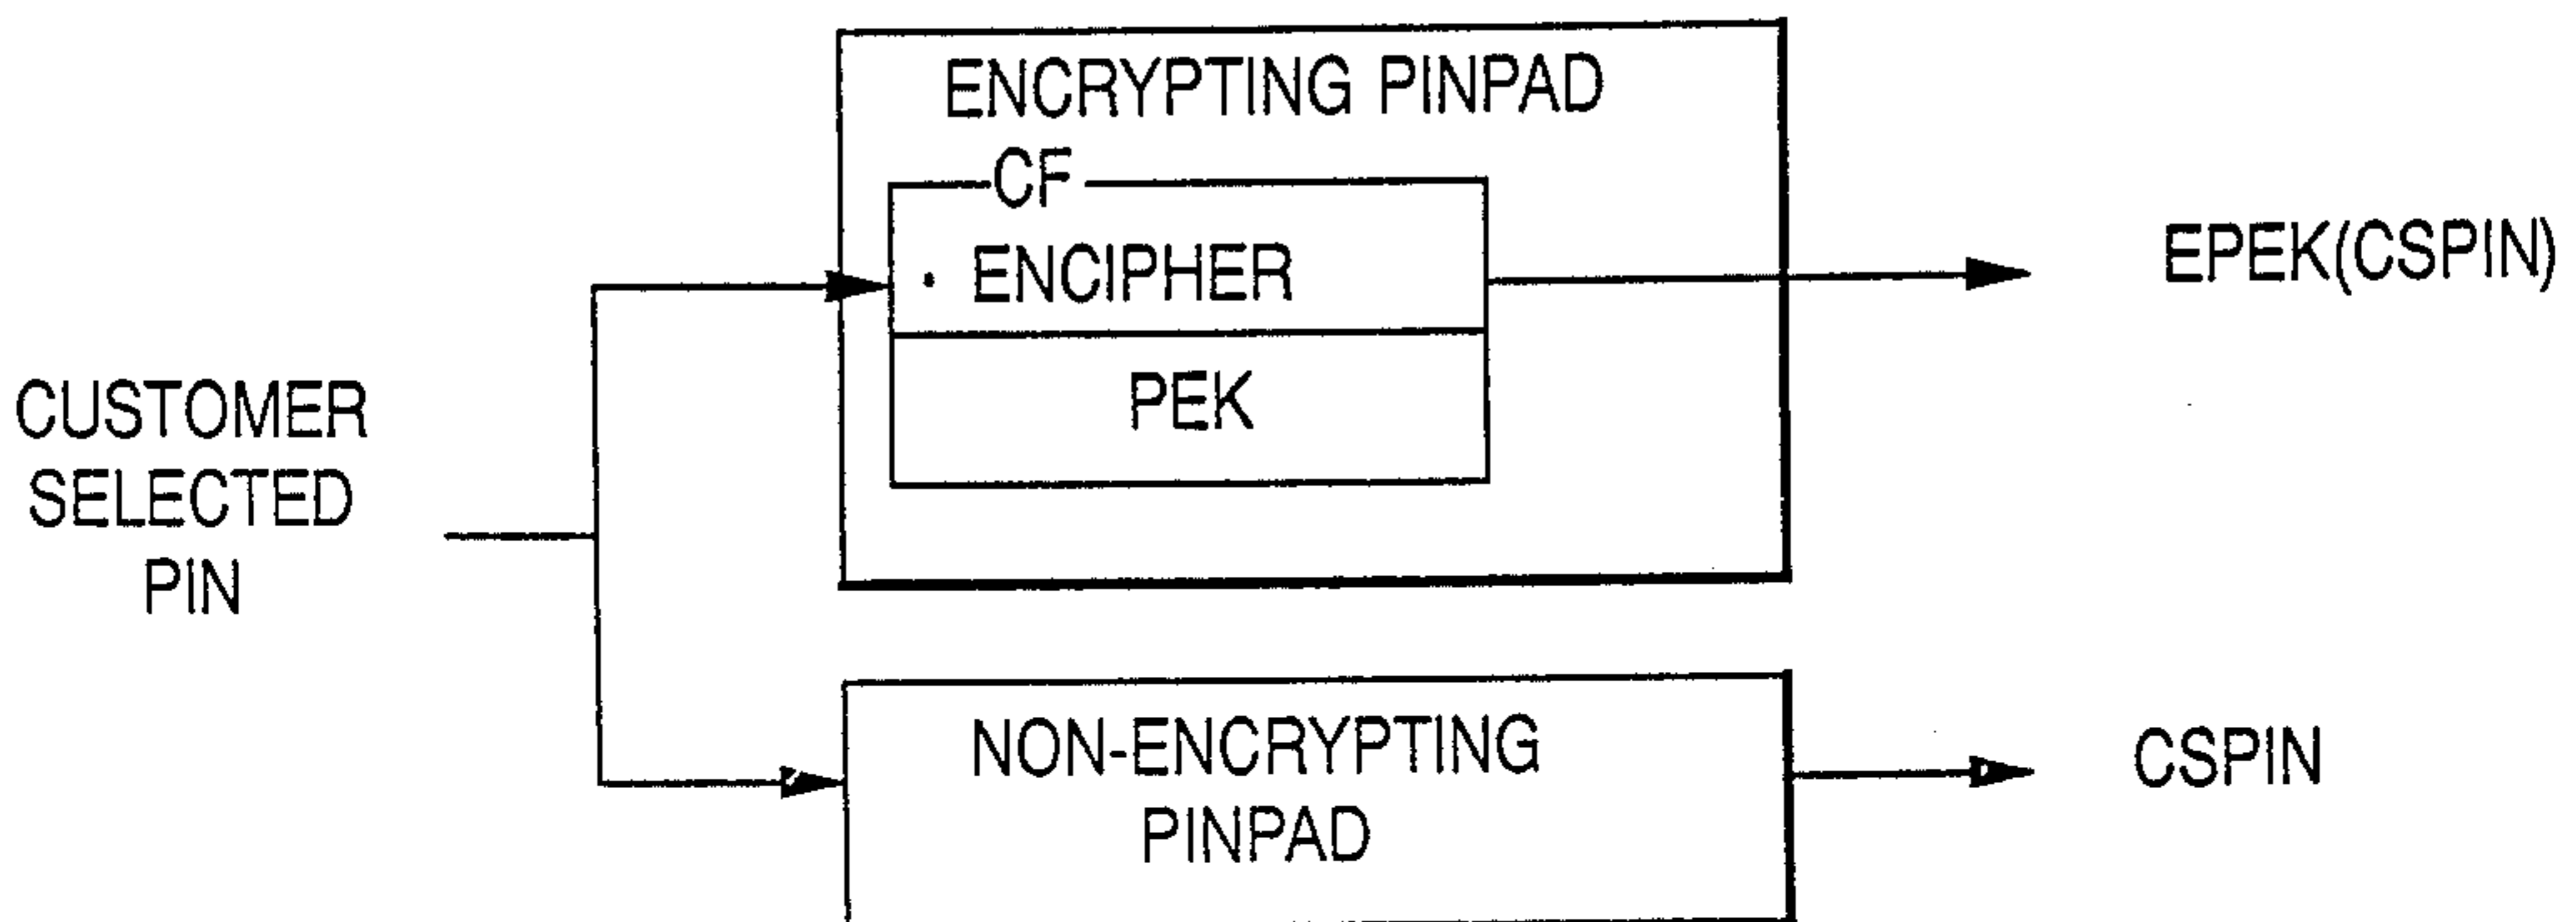 ENCRYPTING PINPAD
CF
• ENCIPHER
PEK
EPEK(CSPIN)
CUSTOMER
SELECTED
PIN
NON-ENCRYPTING
PINPAD
CSPIN